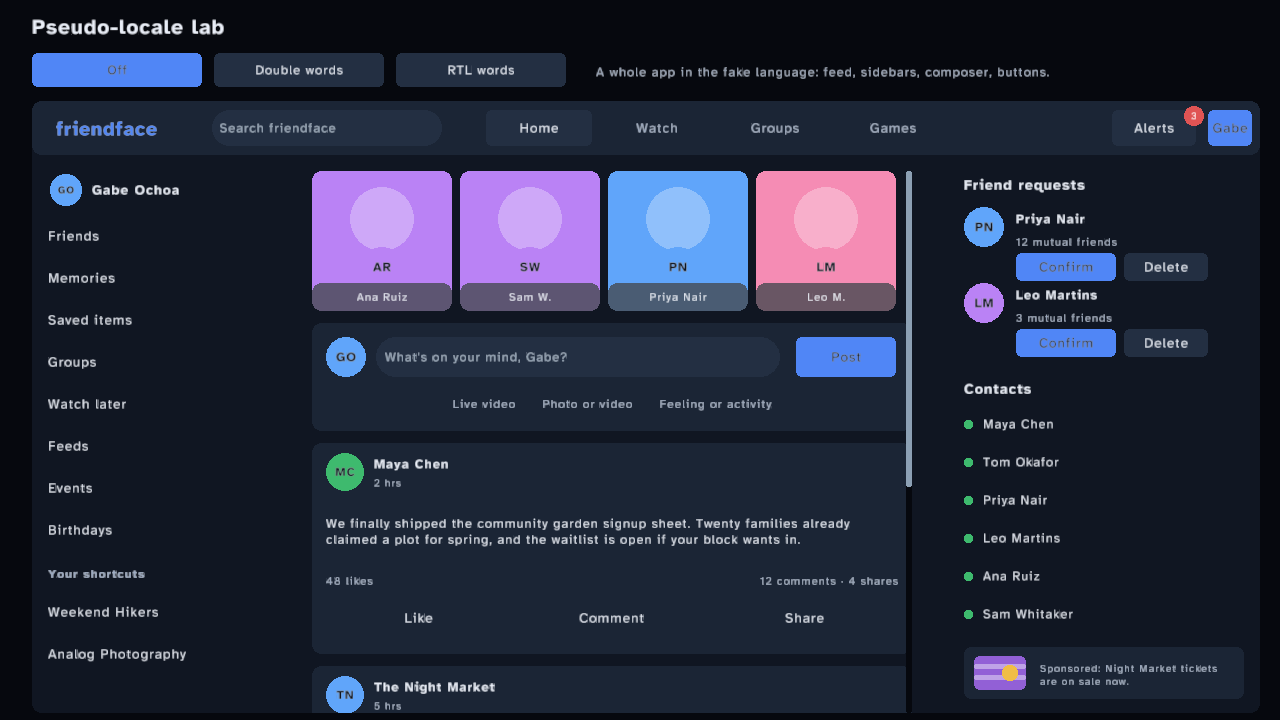 Pseudo-locale lab
Off
Double words
RTL words
A whole app in the fake language: feed, sidebars, composer, buttons.
friendface
Search friendface
Home
Watch
Groups
Games
Alerts
3
Gabe
GO
Gabe Ochoa
Friends
Memories
Saved items
Groups
Watch later
Feeds
Events
Birthdays
Your shortcuts
Weekend Hikers
Analog Photography
AR
Ana Ruiz
SW
Sam W.
PN
Priya Nair
LM
Leo M.
GO
What's on your mind, Gabe?
Post
Live video
Photo or video
Feeling or activity
MC
Maya Chen
2 hrs
We finally shipped the community garden signup sheet. Twenty families already
claimed a plot for spring, and the waitlist is open if your block wants in.
48 likes
12 comments · 4 shares
Like
Comment
Share
TN
The Night Market
5 hrs
Friend requests
PN
Priya Nair
12 mutual friends
Confirm
Delete
LM
Leo Martins
3 mutual friends
Confirm
Delete
Contacts
Maya Chen
Tom Okafor
Priya Nair
Leo Martins
Ana Ruiz
Sam Whitaker
Sponsored: Night Market tickets
are on sale now.